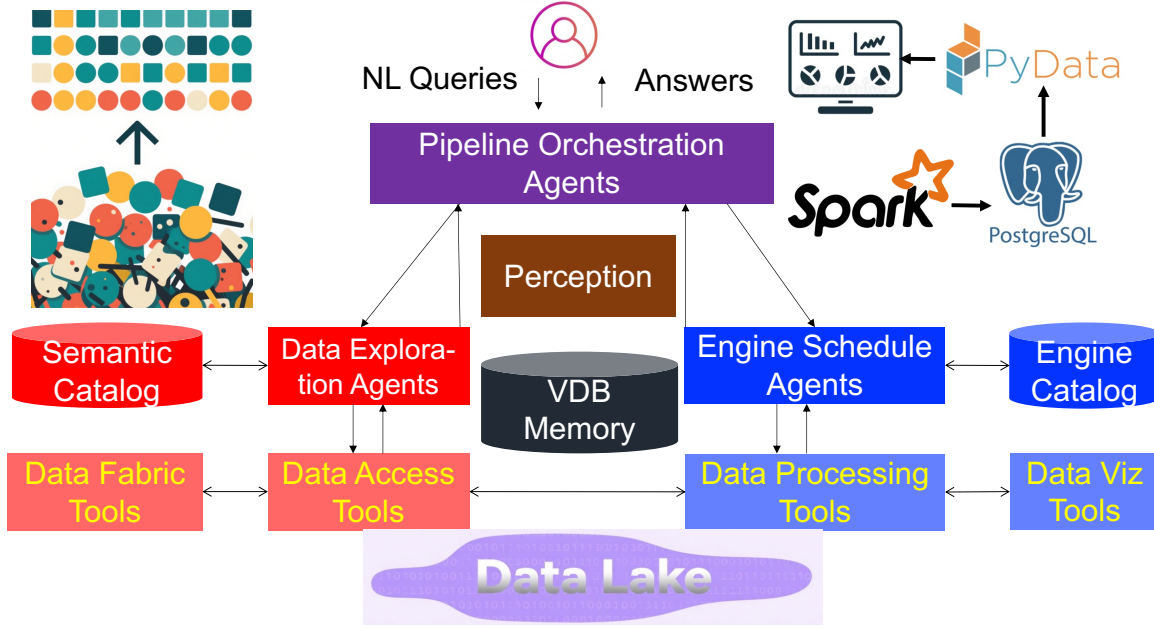 NL Queries
Answers
PyData
Pipeline Orchestration
Agents
Spark
PostgreSQL
Perception
Semantic
Catalog
Data Explora-
tion Agents
VDB
Memory
Engine Schedule
Agents
Engine
Catalog
Data Fabric
Tools
Data Access
Tools
Data Processing
Tools
Data Viz
Tools
Data Lake